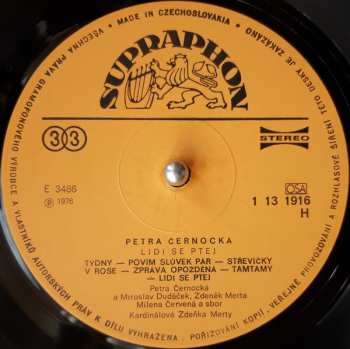 MADE IN CZECHOSLOVAKIA • VŠECHNA PRÁVA GRAMOFONOVÉHO VÝROBCE A VLASTNÍKŮ AUTORSKÝCH PRÁV K DÍLU VYHRAŽENA. POŘIZOVÁNÍ KOPIÍ, VEŘEJNÉ PROVOZOVÁNÍ A ROZHLASOVÉ ŠÍŘENÍ TÉTO DESKY JE ZAKÁZÁNO
SUPRAPHON
33
STEREO
E 3486
℗ 1976
OSA
1 13 1916
H
PETRA ČERNOCKÁ
LIDI SE PTEJ
TÝDNY — POVÍM SLŮVEK PÁR — STŘEVÍČKY
V ROSE — ZPRÁVA OPOŽDĚNÁ — TAMTAMY
— LIDI SE PTEJ
Petra Černocká
a Miroslav Dudáček, Zdeněk Merta
Milena Červená a sbor
Kardinálové Zdeňka Merty